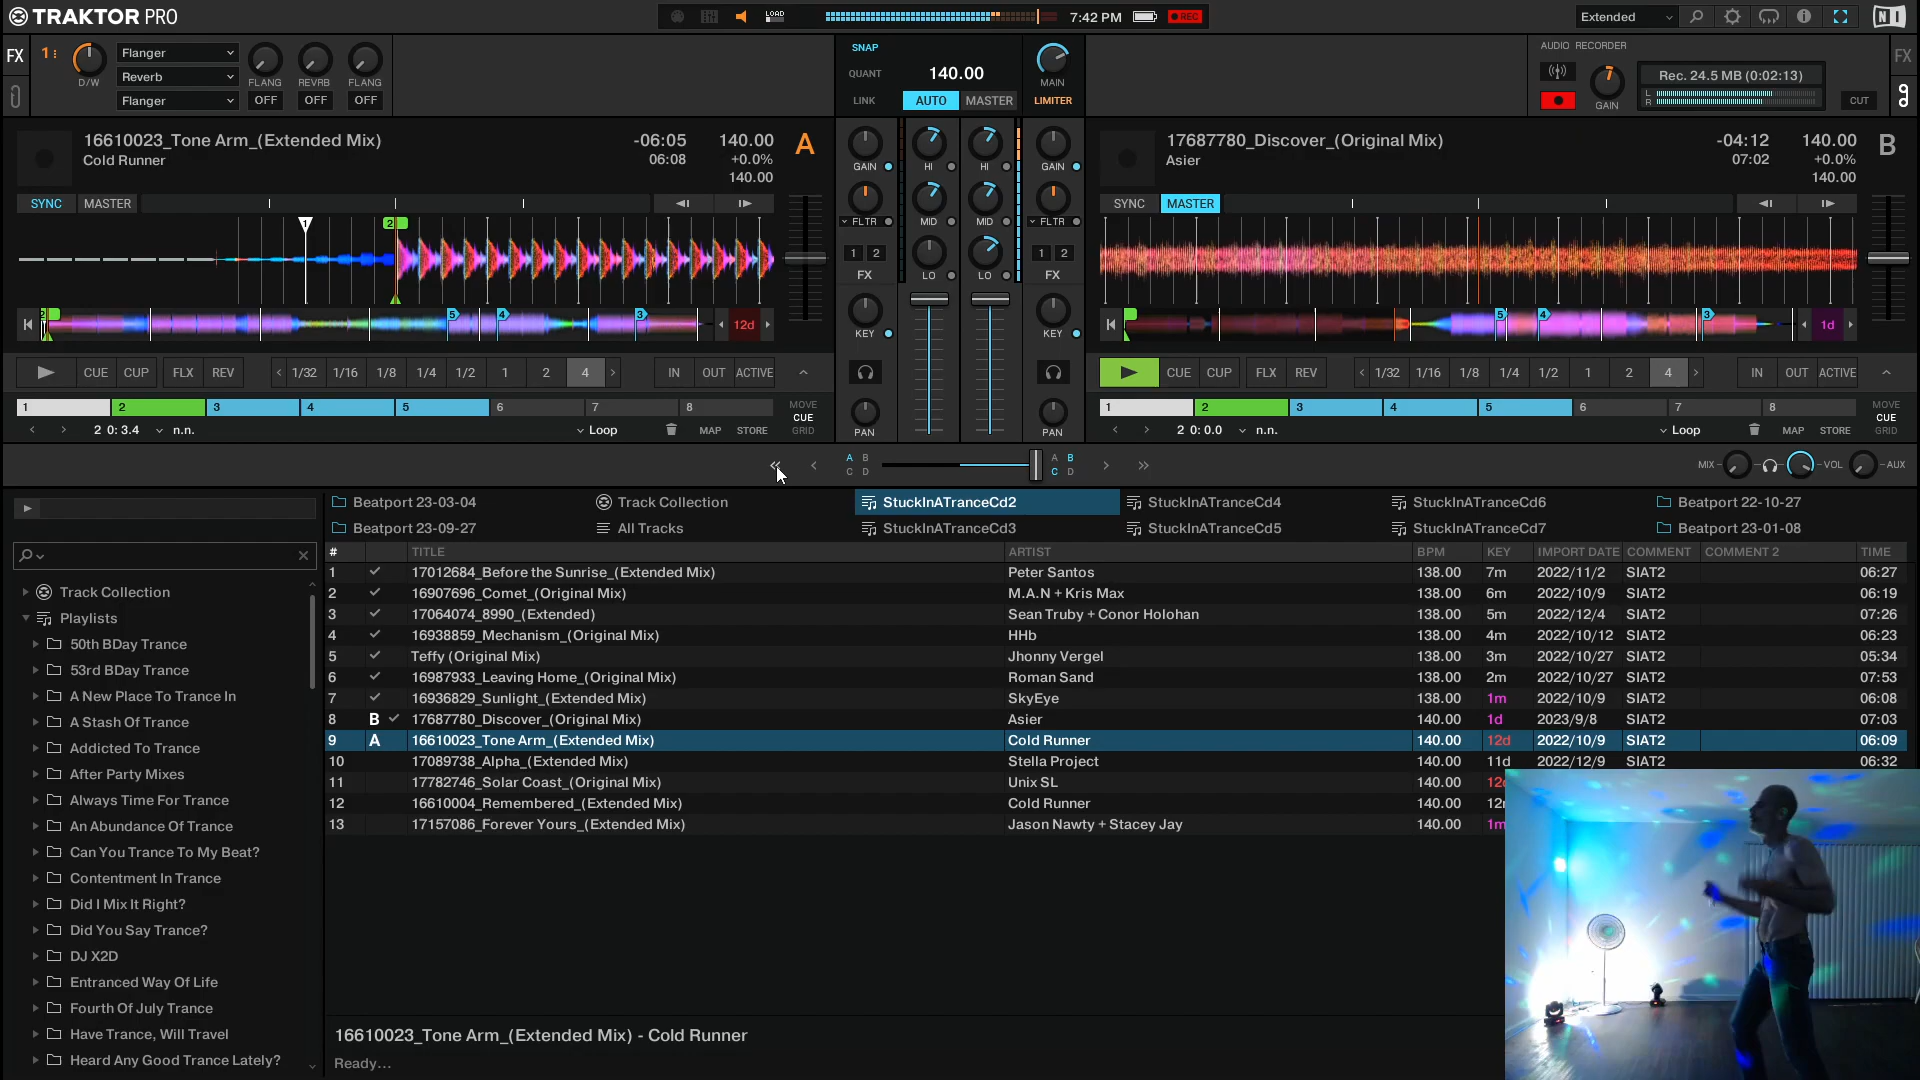 TRAKTOR PRO
LOAD
7:42 PM
REC
Extended
FX
1
D/W
Flanger
Reverb
Flanger
FLANG
REVRB
FLANG
OFF
OFF
OFF
SNAP
QUANT
140.00
LINK
AUTO
MASTER
MAIN
LIMITER
AUDIO RECORDER
GAIN
Rec. 24.5 MB (0:02:13)
L
R
CUT
FX
16610023_Tone Arm_(Extended Mix)
Cold Runner
-06:05
06:08
140.00
+0.0%
140.00
A
SYNC
MASTER
1
2
5
4
3
12d
CUE
CUP
FLX
REV
1/32
1/16
1/8
1/4
1/2
1
2
4
IN
OUT
ACTIVE
1
2
3
4
5
6
7
8
MOVE
CUE
GRID
2 0: 3.4
n.n.
Loop
MAP
STORE
GAIN
HI
HI
GAIN
FLTR
MID
MID
FLTR
1
2
LO
LO
1
2
FX
FX
KEY
KEY
PAN
PAN
17687780_Discover_(Original Mix)
Asier
-04:12
07:02
140.00
+0.0%
140.00
B
SYNC
MASTER
5
4
3
1d
CUE
CUP
FLX
REV
1/32
1/16
1/8
1/4
1/2
1
2
4
IN
OUT
ACTIVE
1
2
3
4
5
6
7
8
MOVE
CUE
GRID
2 0: 0.0
n.n.
Loop
MAP
STORE
A B
C D
A B
C D
MIX
VOL
AUX
Beatport 23-03-04
Track Collection
StuckInATranceCd2
StuckInATranceCd4
StuckInATranceCd6
Beatport 22-10-27
Beatport 23-09-27
All Tracks
StuckInATranceCd3
StuckInATranceCd5
StuckInATranceCd7
Beatport 23-01-08
Track Collection
Playlists
50th BDay Trance
53rd BDay Trance
A New Place To Trance In
A Stash Of Trance
Addicted To Trance
After Party Mixes
Always Time For Trance
An Abundance Of Trance
Can You Trance To My Beat?
Contentment In Trance
Did I Mix It Right?
Did You Say Trance?
DJ X2D
Entranced Way Of Life
Fourth Of July Trance
Have Trance, Will Travel
Heard Any Good Trance Lately?
# TITLE ARTIST BPM KEY IMPORT DATE COMMENT COMMENT 2 TIME
1 17012684_Before the Sunrise_(Extended Mix) Peter Santos 138.00 7m 2022/11/2 SIAT2 06:27
2 16907696_Comet_(Original Mix) M.A.N + Kris Max 138.00 6m 2022/10/9 SIAT2 06:19
3 17064074_8990_(Extended) Sean Truby + Conor Holohan 138.00 5m 2022/12/4 SIAT2 07:26
4 16938859_Mechanism_(Original Mix) HHb 138.00 4m 2022/10/12 SIAT2 06:23
5 Teffy (Original Mix) Jhonny Vergel 138.00 3m 2022/10/27 SIAT2 05:34
6 16987933_Leaving Home_(Original Mix) Roman Sand 138.00 2m 2022/10/27 SIAT2 07:53
7 16936829_Sunlight_(Extended Mix) SkyEye 138.00 1m 2022/10/9 SIAT2 06:08
8 B 17687780_Discover_(Original Mix) Asier 140.00 1d 2023/9/8 SIAT2 07:03
9 A 16610023_Tone Arm_(Extended Mix) Cold Runner 140.00 12d 2022/10/9 SIAT2 06:09
10 17089738_Alpha_(Extended Mix) Stella Project 140.00 11d 2022/12/9 SIAT2 06:32
11 17782746_Solar Coast_(Original Mix) Unix SL 140.00
12 16610004_Remembered_(Extended Mix) Cold Runner 140.00
13 17157086_Forever Yours_(Extended Mix) Jason Nawty + Stacey Jay 140.00 1m
16610023_Tone Arm_(Extended Mix) - Cold Runner
Ready...